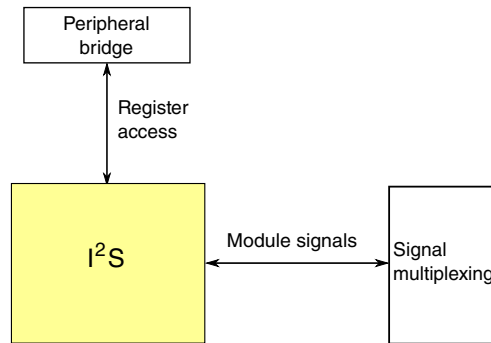 Peripheral
bridge
Register
access
I²S
Module signals
Signal
multiplexing